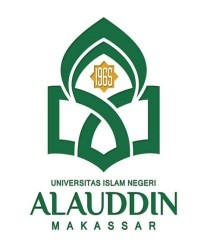 1965
UNIVERSITAS ISLAM NEGERI
ALAUDDIN
MAKASSAR